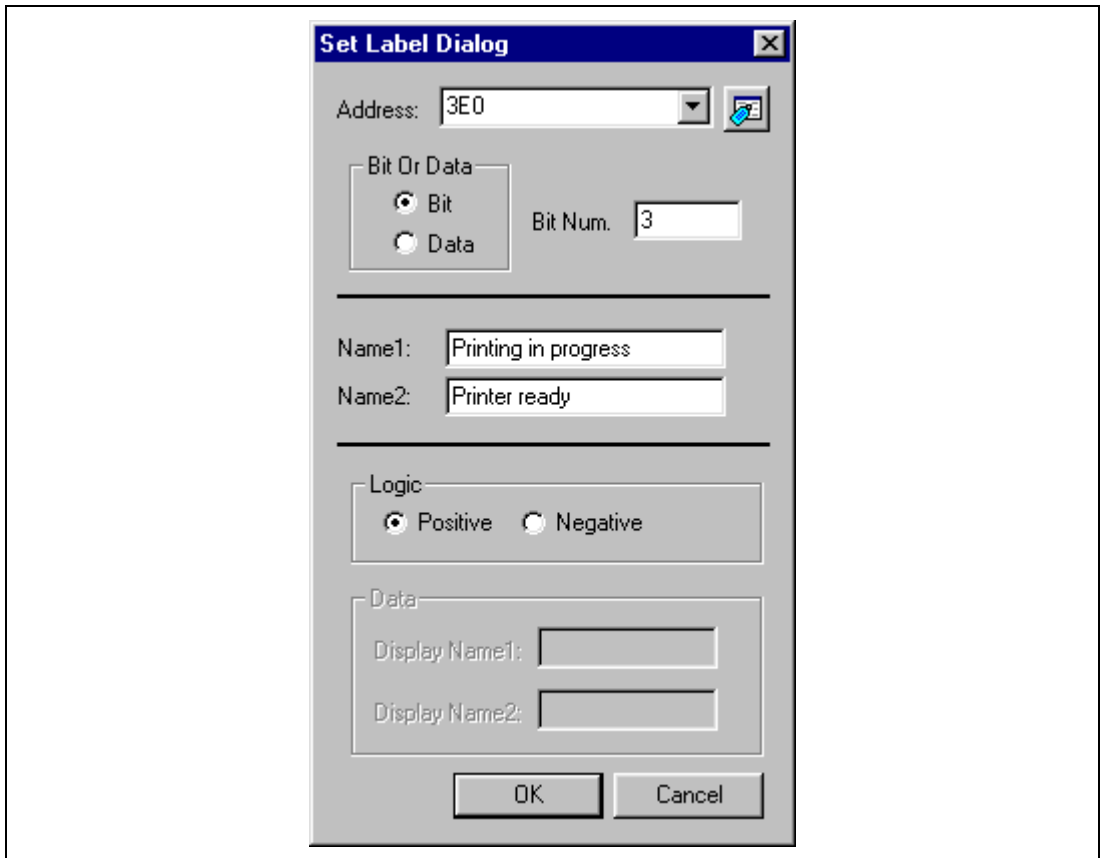 Set Label Dialog
Address: 3E0
Bit Or Data
Bit
Data
Bit Num. 3
Name1: Printing in progress
Name2: Printer ready
Logic
Positive Negative
Data
Display Name1:
Display Name2:
OK Cancel